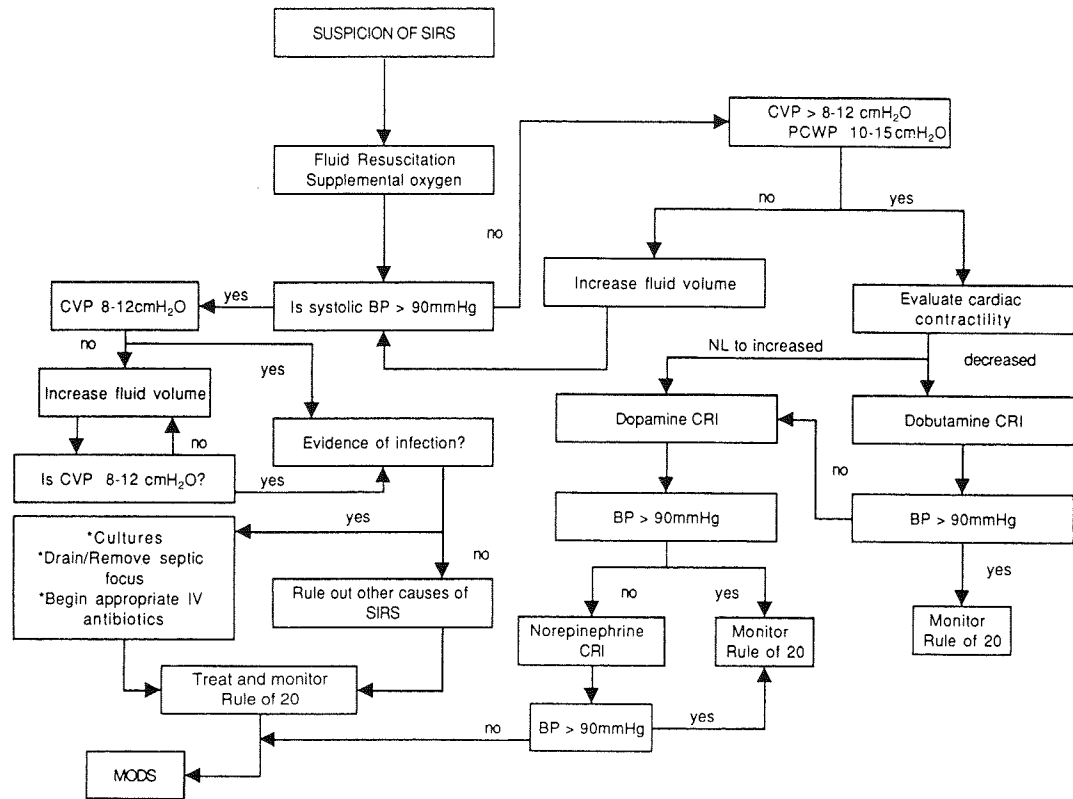 SUSPICION OF SIRS
CVP > 8-12 cmH₂O
PCWP 10-15cmH₂O
Fluid Resuscitation
Supplemental oxygen
no
yes
no
Increase fluid volume
CVP 8-12cmH₂O
yes
Is systolic BP > 90mmHg
Evaluate cardiac
contractility
no
yes
NL to increased
decreased
Increase fluid volume
Evidence of infection?
Dopamine CRI
Dobutamine CRI
no
no
Is CVP 8-12 cmH₂O?
yes
BP > 90mmHg
BP > 90mmHg
yes
*Cultures
*Drain/Remove septic
focus
*Begin appropriate IV
antibiotics
no
Rule out other causes of
SIRS
no
yes
yes
Norepinephrine
CRI
Monitor
Rule of 20
Monitor
Rule of 20
Treat and monitor
Rule of 20
no
BP > 90mmHg
yes
MODS